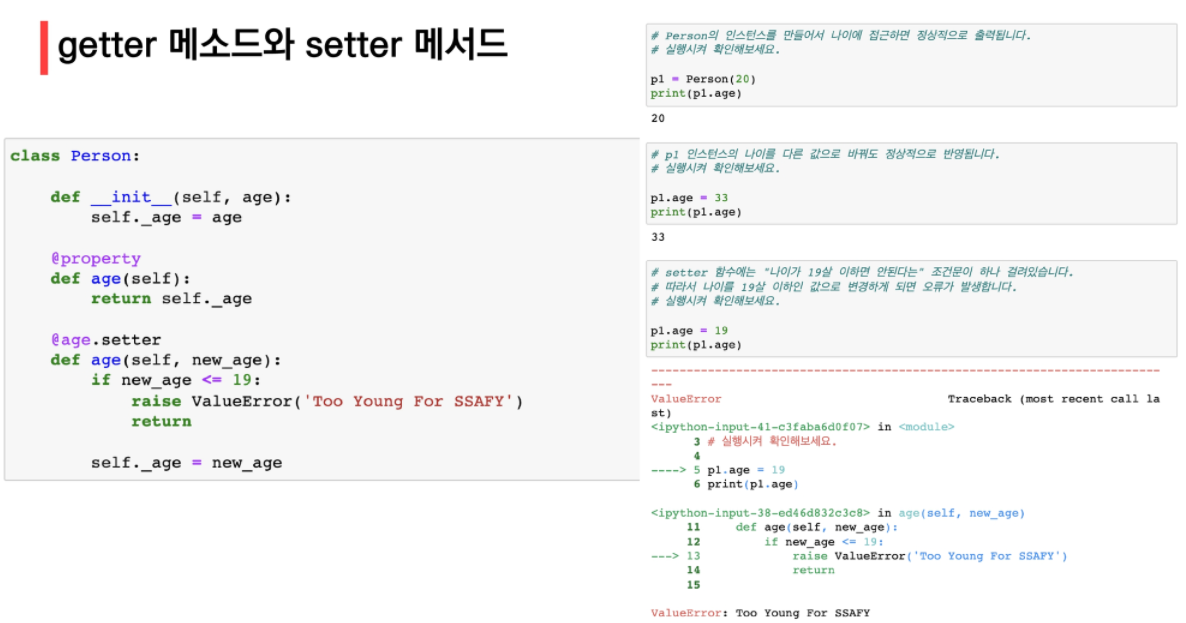 getter 메소드와 setter 메서드
class Person:
def __init__(self, age):
self._age = age
@property
def age(self):
return self._age
@age.setter
def age(self, new_age):
if new_age <= 19:
raise ValueError('Too Young For SSAFY')
return
self._age = new_age
# Person의 인스턴스를 만들어서 나이에 접근하면 정상적으로 출력됩니다.
# 실행시켜 확인해보세요.
p1 = Person(20)
print(p1.age)
20
# p1 인스턴스의 나이를 다른 값으로 바꿔도 정상적으로 반영됩니다.
# 실행시켜 확인해보세요.
p1.age = 33
print(p1.age)
33
# setter 함수에는 "나이가 19살 이하면 안된다는" 조건문이 하나 걸려있습니다.
# 따라서 나이를 19살 이하인 값으로 변경하게 되면 오류가 발생합니다.
# 실행시켜 확인해보세요.
p1.age = 19
print(p1.age)
---------------------------------------------------------------------------
ValueError Traceback (most recent call la
st)
<ipython-input-41-c3faba6d0f07> in <module>
3 # 실행시켜 확인해보세요.
4
----> 5 p1.age = 19
6 print(p1.age)
<ipython-input-38-ed46d832c3c8> in age(self, new_age)
11 def age(self, new_age):
12 if new_age <= 19:
---> 13 raise ValueError('Too Young For SSAFY')
14 return
15
ValueError: Too Young For SSAFY